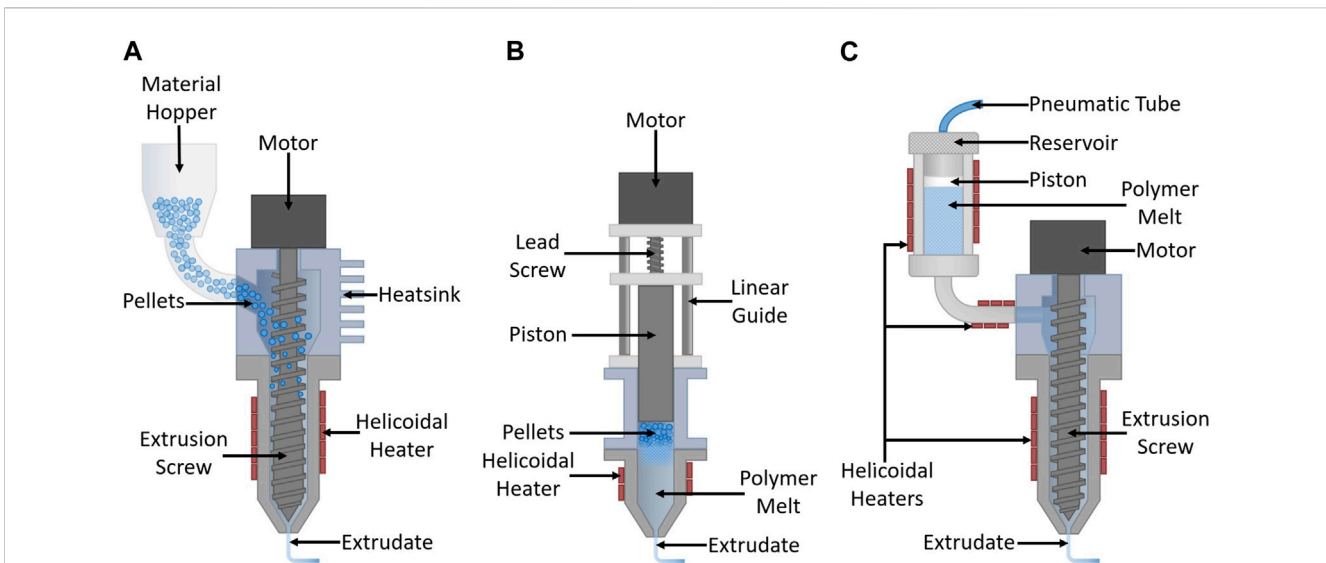 A
Material
Hopper
Motor
Pellets
Heatsink
Extrusion
Screw
Helicoidal
Heater
Extrudate
B
Motor
Lead
Screw
Linear
Guide
Piston
Pellets
Helicoidal
Heater
Polymer
Melt
Extrudate
C
Pneumatic Tube
Reservoir
Piston
Polymer
Melt
Motor
Extrusion
Screw
Helicoidal
Heaters
Extrudate